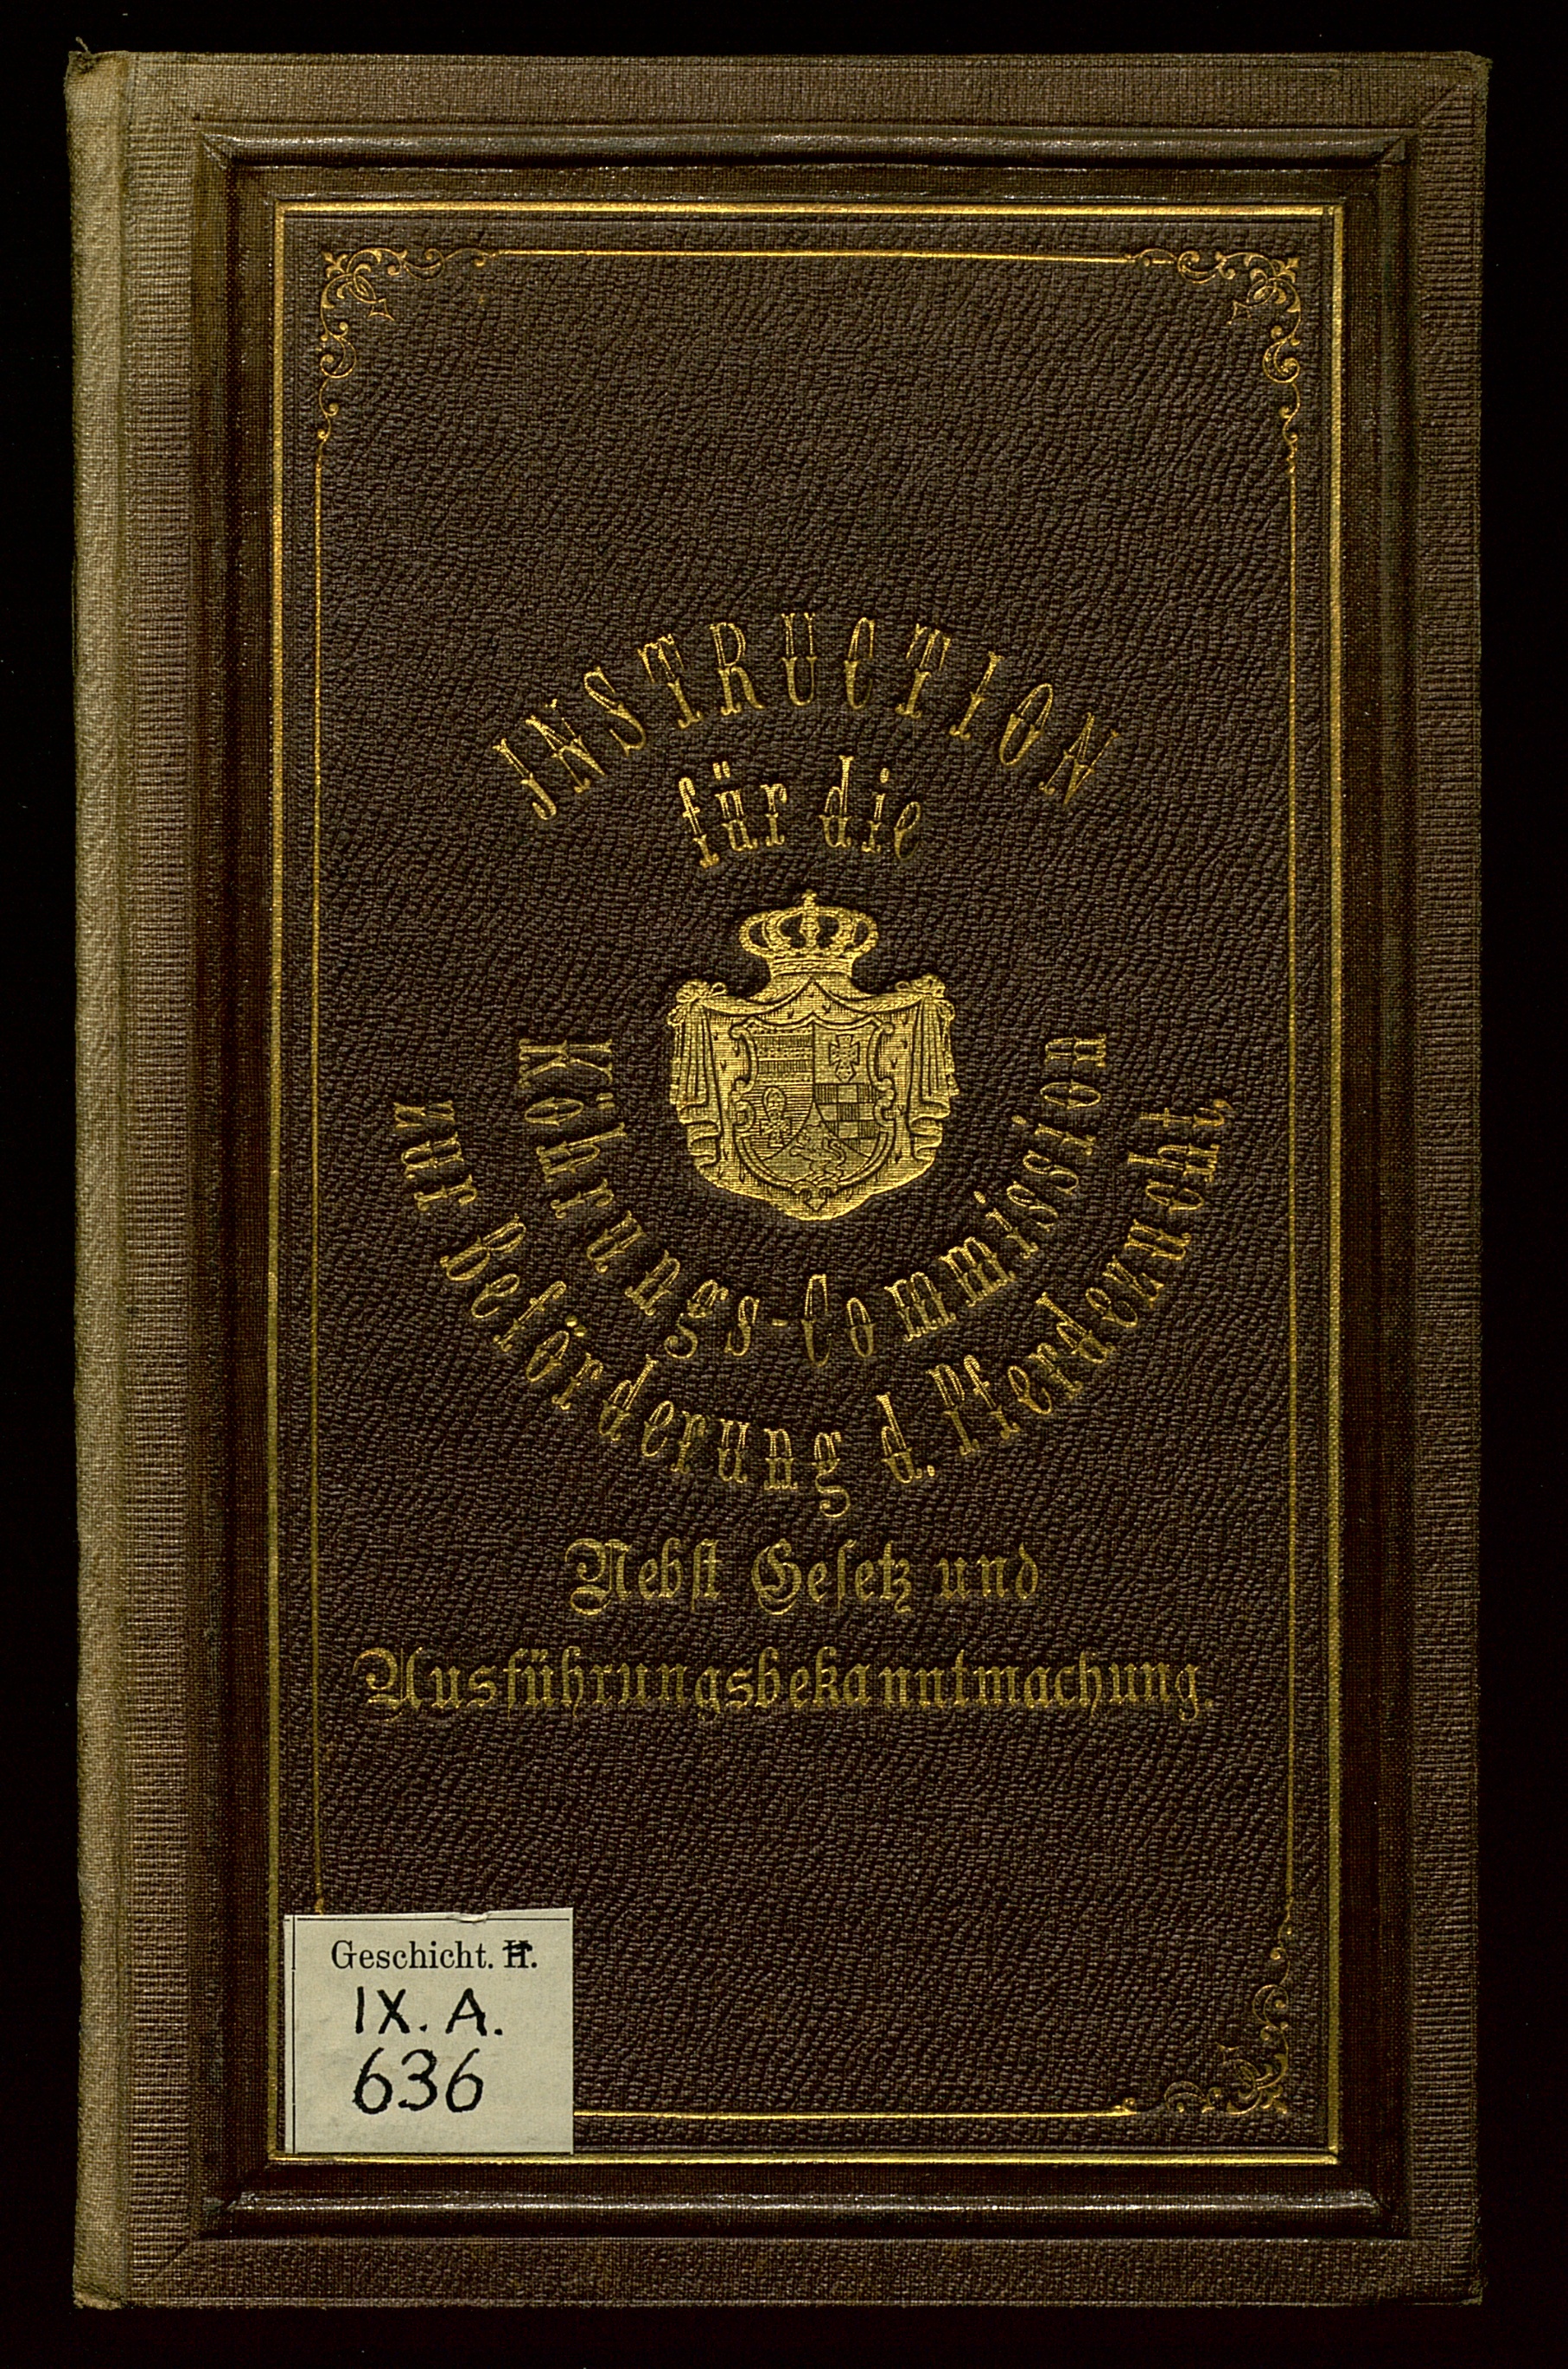 INSTRUCTION
für die
Köhrungs-Commission
zur Beförderung d. Pferdezucht,
Nebst Gesetz und
Ausführungsbekanntmachung.
Geschicht. H.
IX. A.
636